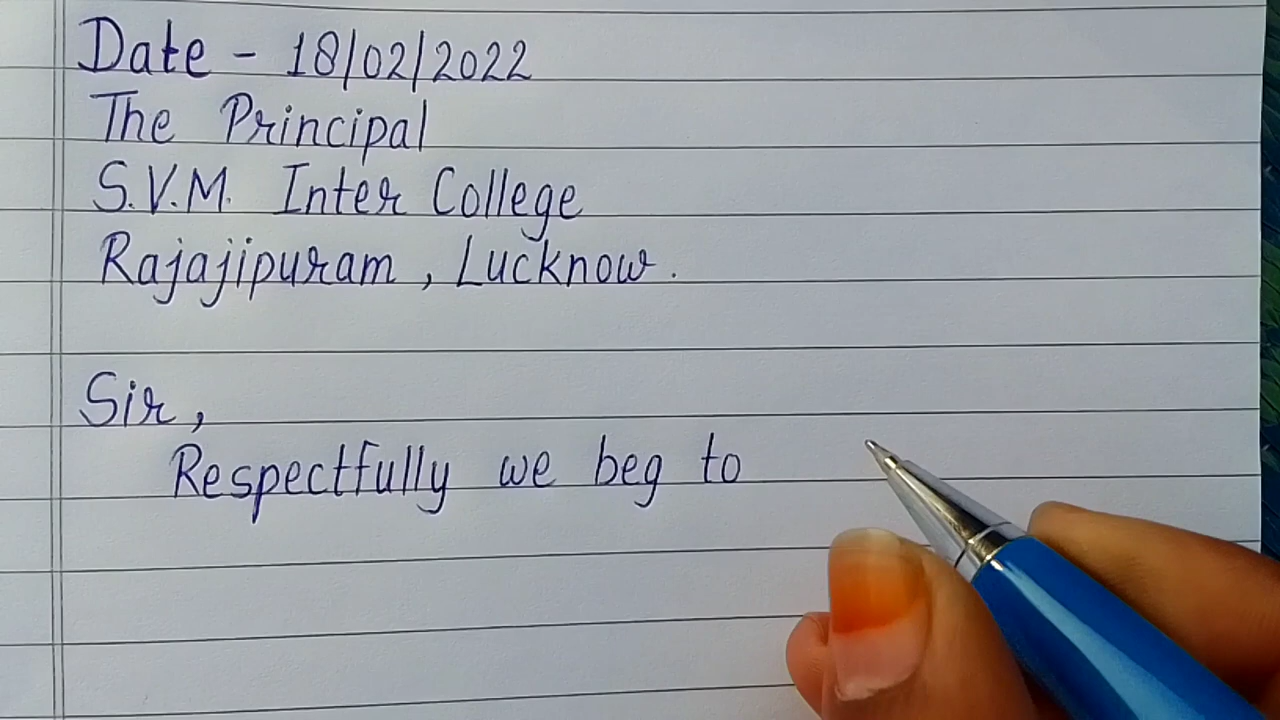 Date - 18/02/2022
The Principal
S.V.M. Inter College
Rajajipuram, Lucknow.
Sir,
Respectfully we beg to